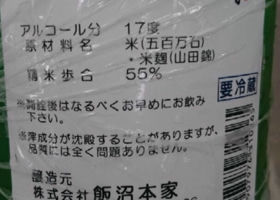 アルコール分 17度
原材料名 米(五百万石)
・米麹(山田錦)
精米歩合 55%
要冷
※開栓後はなるべくお早めにお飲み
下さい。
※滓成分が沈殿することがありますが、
品質には全く問題ありません。
醸造元
株式会社 飯沼本家